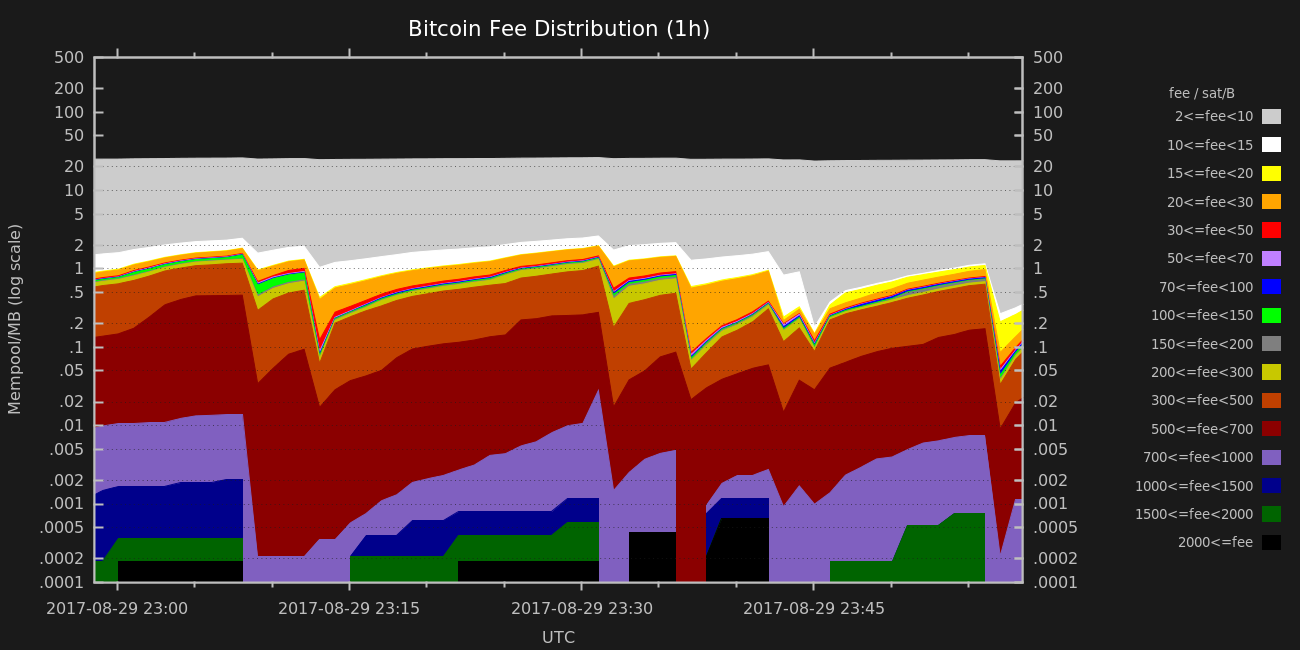 Bitcoin Fee Distribution (1h)
Mempool/MB (log scale)
500
200
100
50
20
10
5
2
1
.5
.2
.1
.05
.02
.01
.005
.002
.001
.0005
.0002
.0001
500
200
100
50
20
10
5
2
1
.5
.2
.1
.05
.02
.01
.005
.002
.001
.0005
.0002
.0001
2017-08-29 23:00
2017-08-29 23:15
2017-08-29 23:30
2017-08-29 23:45
UTC
fee / sat/B
2<=fee<10
10<=fee<15
15<=fee<20
20<=fee<30
30<=fee<50
50<=fee<70
70<=fee<100
100<=fee<150
150<=fee<200
200<=fee<300
300<=fee<500
500<=fee<700
700<=fee<1000
1000<=fee<1500
1500<=fee<2000
2000<=fee